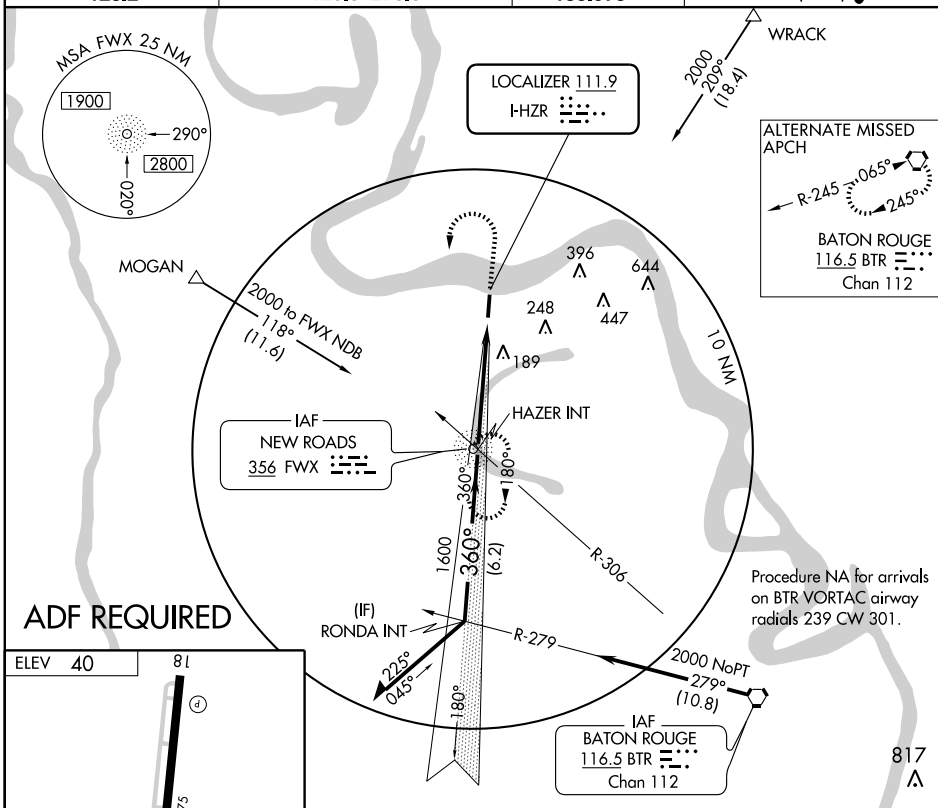 MSA FWX 25 NM
1900
290°
2800
020°
LOCALIZER 111.9
I-HZR
WRACK
2000
209°
(18.4)
ALTERNATE MISSED
APCH
R-245
065°
245°
BATON ROUGE
116.5 BTR
Chan 112
MOGAN
2000 to FWX NDB
118°
(11.6)
396
644
248
447
189
10 NM
HAZER INT
IAF
NEW ROADS
356 FWX
360°
180°
1600
360°
(6.2)
R-306
Procedure NA for arrivals
on BTR VORTAC airway
radials 239 CW 301.
ADF REQUIRED
(IF)
RONDA INT
R-279
2000 NoPT
279°
(10.8)
225°
045°
180°
IAF
BATON ROUGE
116.5 BTR
Chan 112
817
ELEV 40
18
P
75